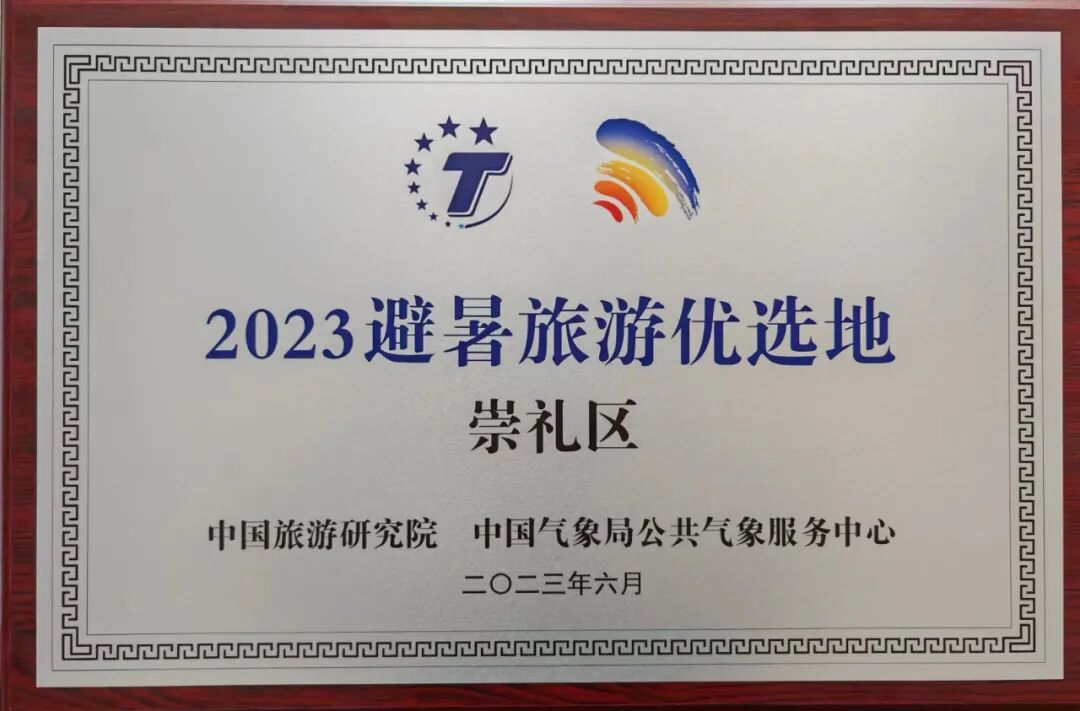 T
2023避暑旅游优选地
崇礼区
中国旅游研究院 中国气象局公共气象服务中心
二〇二三年六月